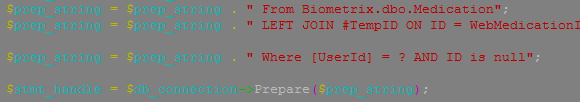 $prep_string = $prep_string . " From Biometrix.dbo.Medication";
$prep_string = $prep_string . " LEFT JOIN #TempID ON ID = WebMedicationI
$prep_string = $prep_string . " Where [UserId] = ? AND ID is null";
$stmt_handle = $db_connection->Prepare($prep_string);